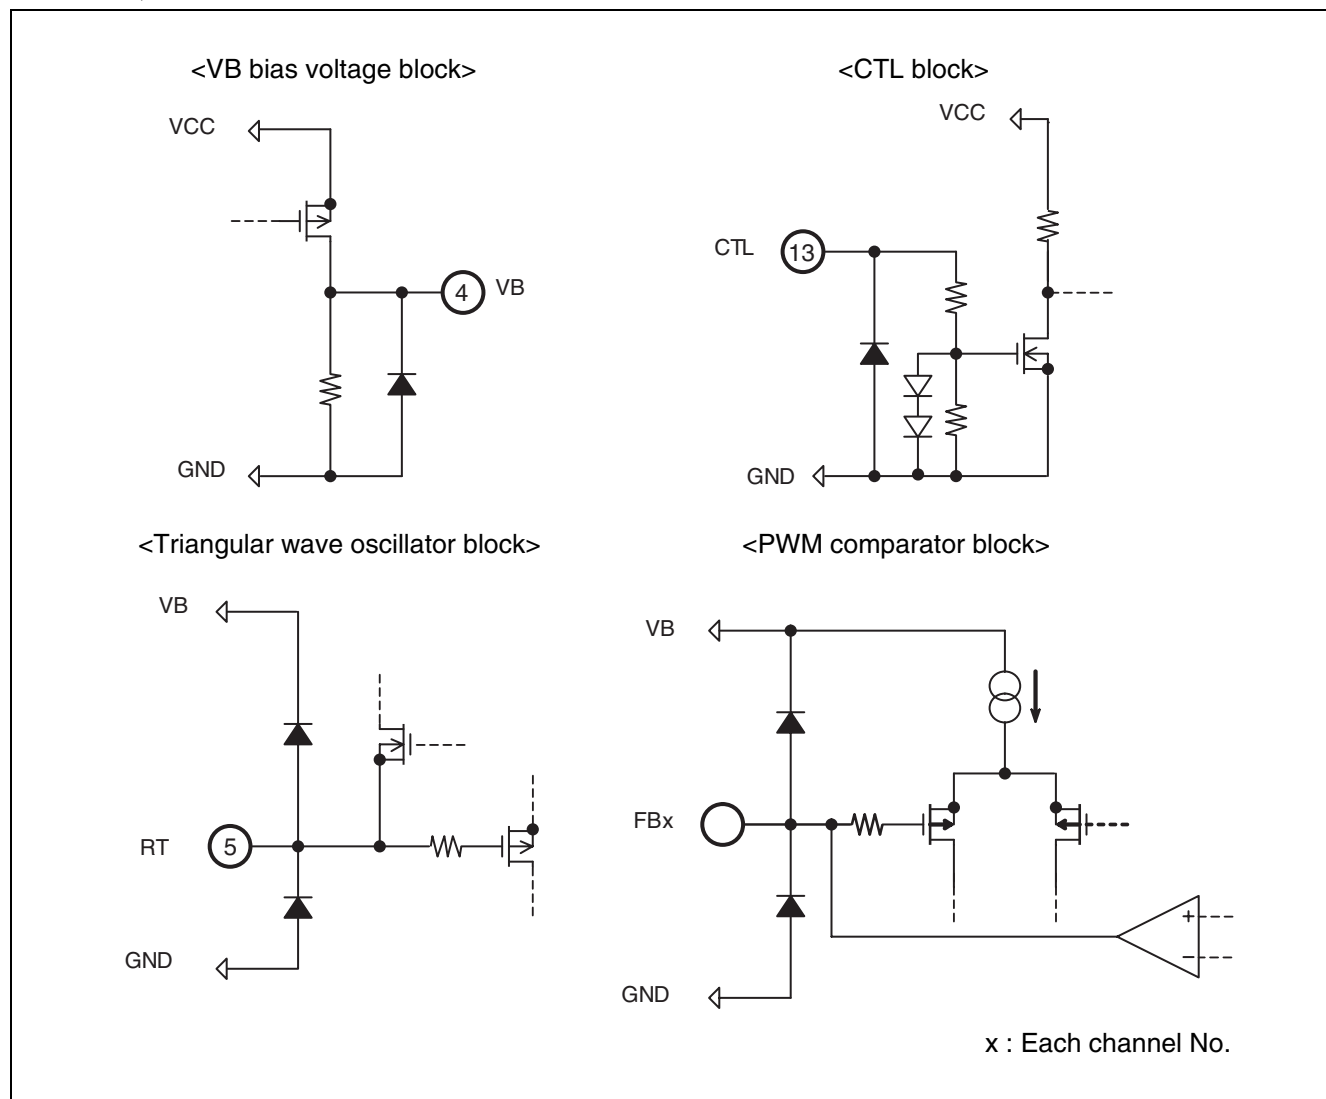 <VB bias voltage block>
VCC
4
VB
GND
<CTL block>
VCC
CTL
13
GND
<Triangular wave oscillator block>
VB
RT
5
GND
<PWM comparator block>
VB
FBx
+
−
GND
x : Each channel No.